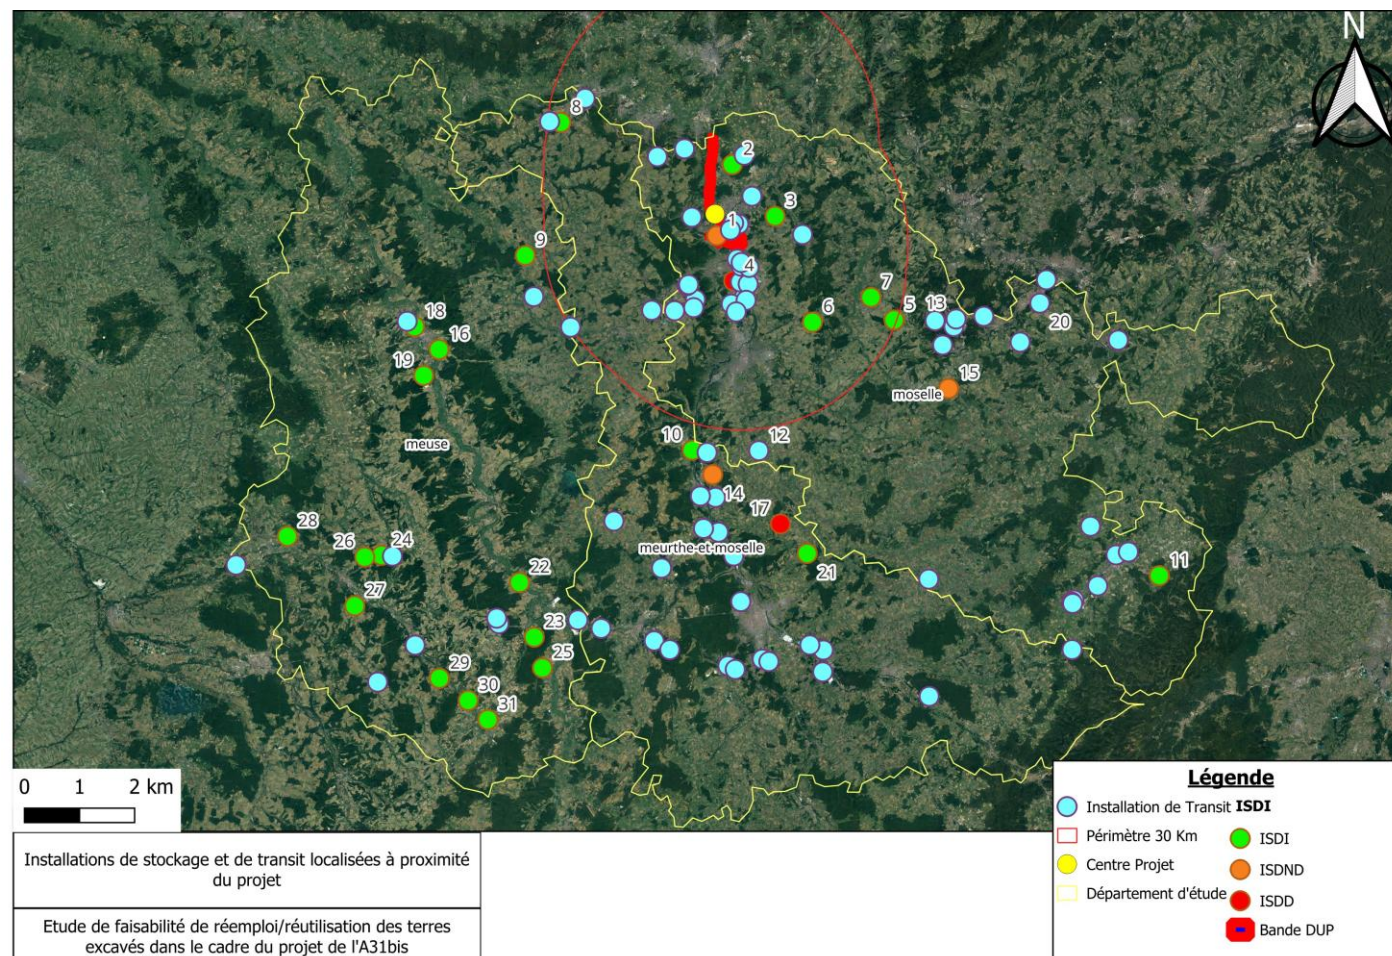 N
8
2
3
1
9
4
7
6
5
13
20
18
16
19
15
moselle
meuse
10
12
14
17
28
26
24
meurthe-et-moselle
21
22
11
27
23
25
29
30
31
0 1 2 km
Légende
Installation de Transit ISDI
Périmètre 30 Km
ISDI
Centre Projet
ISDND
Département d'étude
ISDD
Bande DUP
Installations de stockage et de transit localisées à proximité
du projet
Etude de faisabilité de réemploi/réutilisation des terres
excavés dans le cadre du projet de l'A31bis